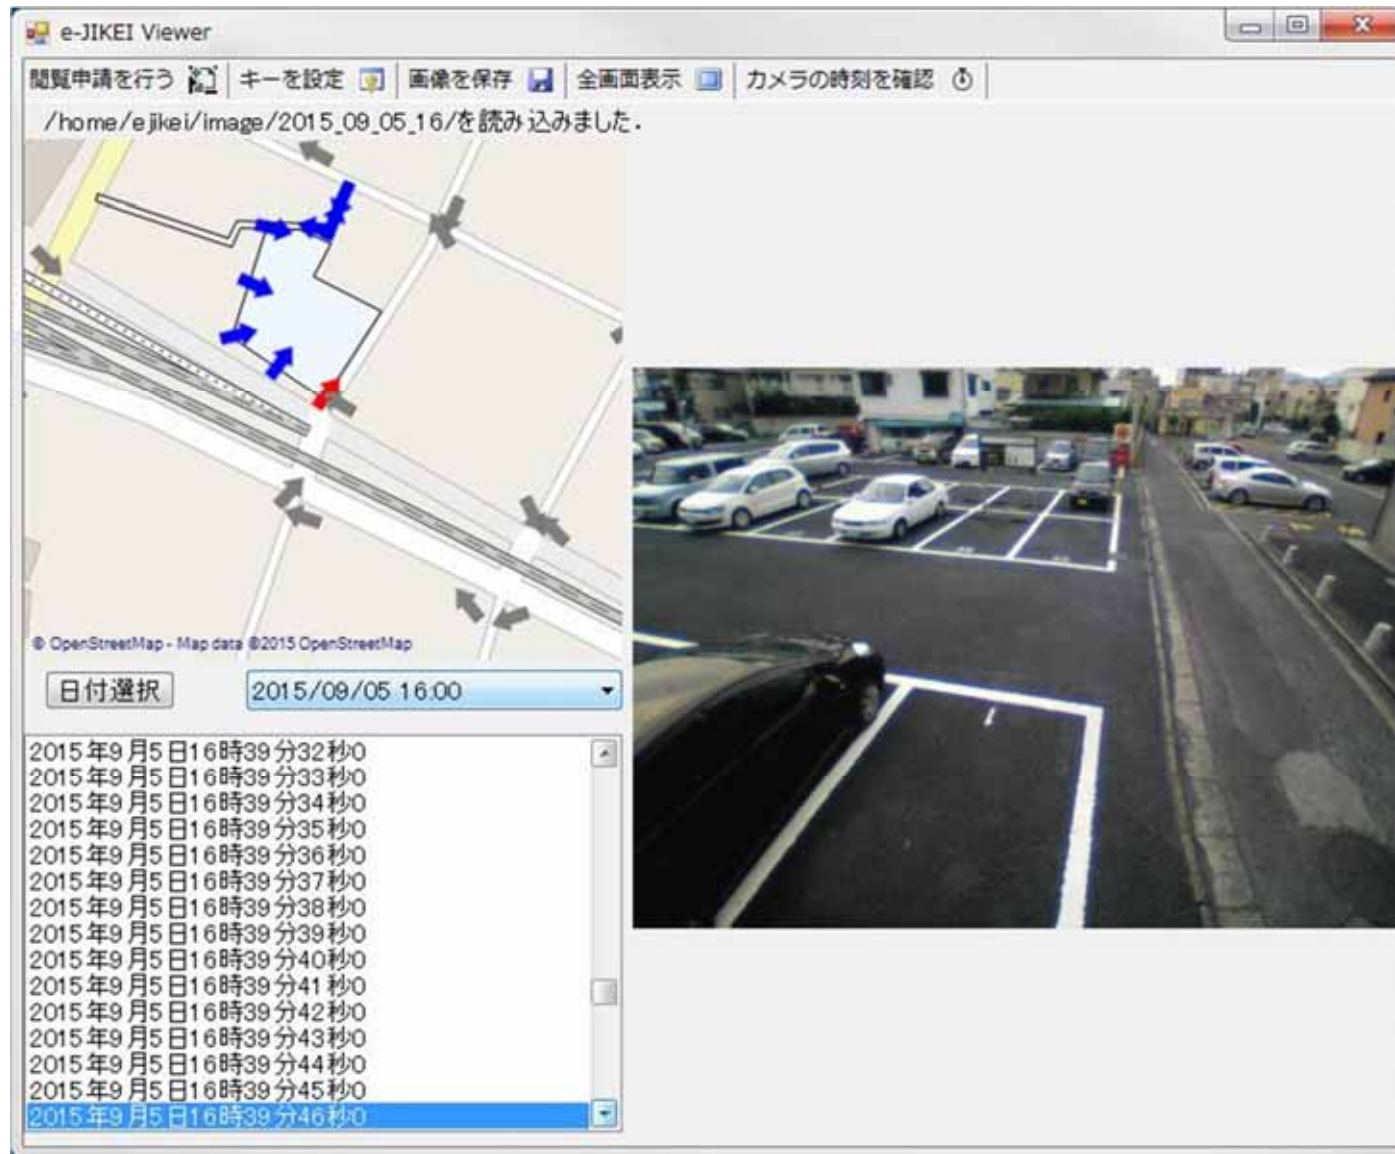 e-JIKEI Viewer
閲覧申請を行う キーを設定 画像を保存 全画面表示 カメラの時刻を確認
/home/ejikei/image/2015_09_05_16/を読み込みました.
© OpenStreetMap - Map data ©2015 OpenStreetMap
日付選択 2015/09/05 16:00
2015年9月5日16時39分32秒0
2015年9月5日16時39分33秒0
2015年9月5日16時39分34秒0
2015年9月5日16時39分35秒0
2015年9月5日16時39分36秒0
2015年9月5日16時39分37秒0
2015年9月5日16時39分38秒0
2015年9月5日16時39分39秒0
2015年9月5日16時39分40秒0
2015年9月5日16時39分41秒0
2015年9月5日16時39分42秒0
2015年9月5日16時39分43秒0
2015年9月5日16時39分44秒0
2015年9月5日16時39分45秒0
2015年9月5日16時39分46秒0